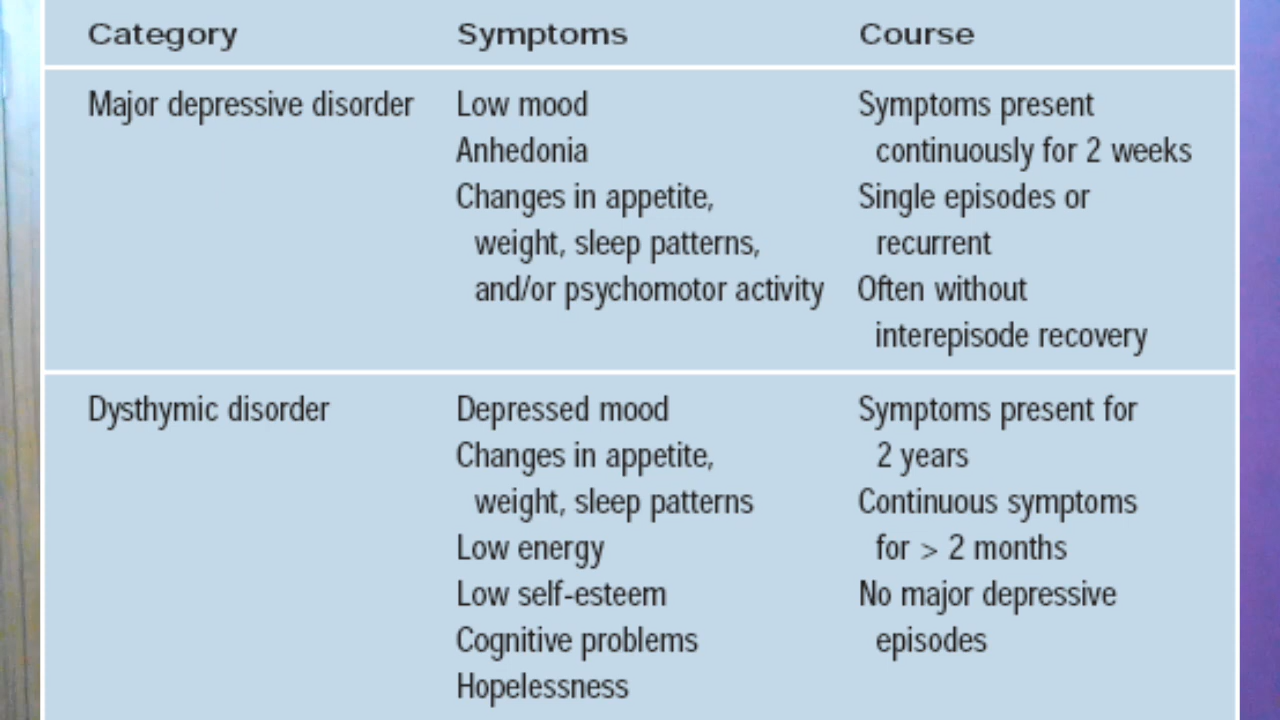 Category Symptoms Course
Major depressive disorder Low mood Symptoms present
Anhedonia continuously for 2 weeks
Changes in appetite, Single episodes or
weight, sleep patterns, recurrent
and/or psychomotor activity Often without
interepisode recovery
Dysthymic disorder Depressed mood Symptoms present for
Changes in appetite, 2 years
weight, sleep patterns Continuous symptoms
Low energy for > 2 months
Low self-esteem No major depressive
Cognitive problems episodes
Hopelessness